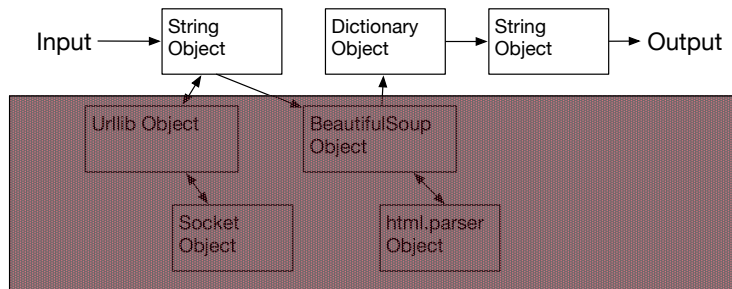 Input
String
Object
Dictionary
Object
String
Object
Output
Urllib Object
BeautifulSoup
Object
Socket
Object
html.parser
Object